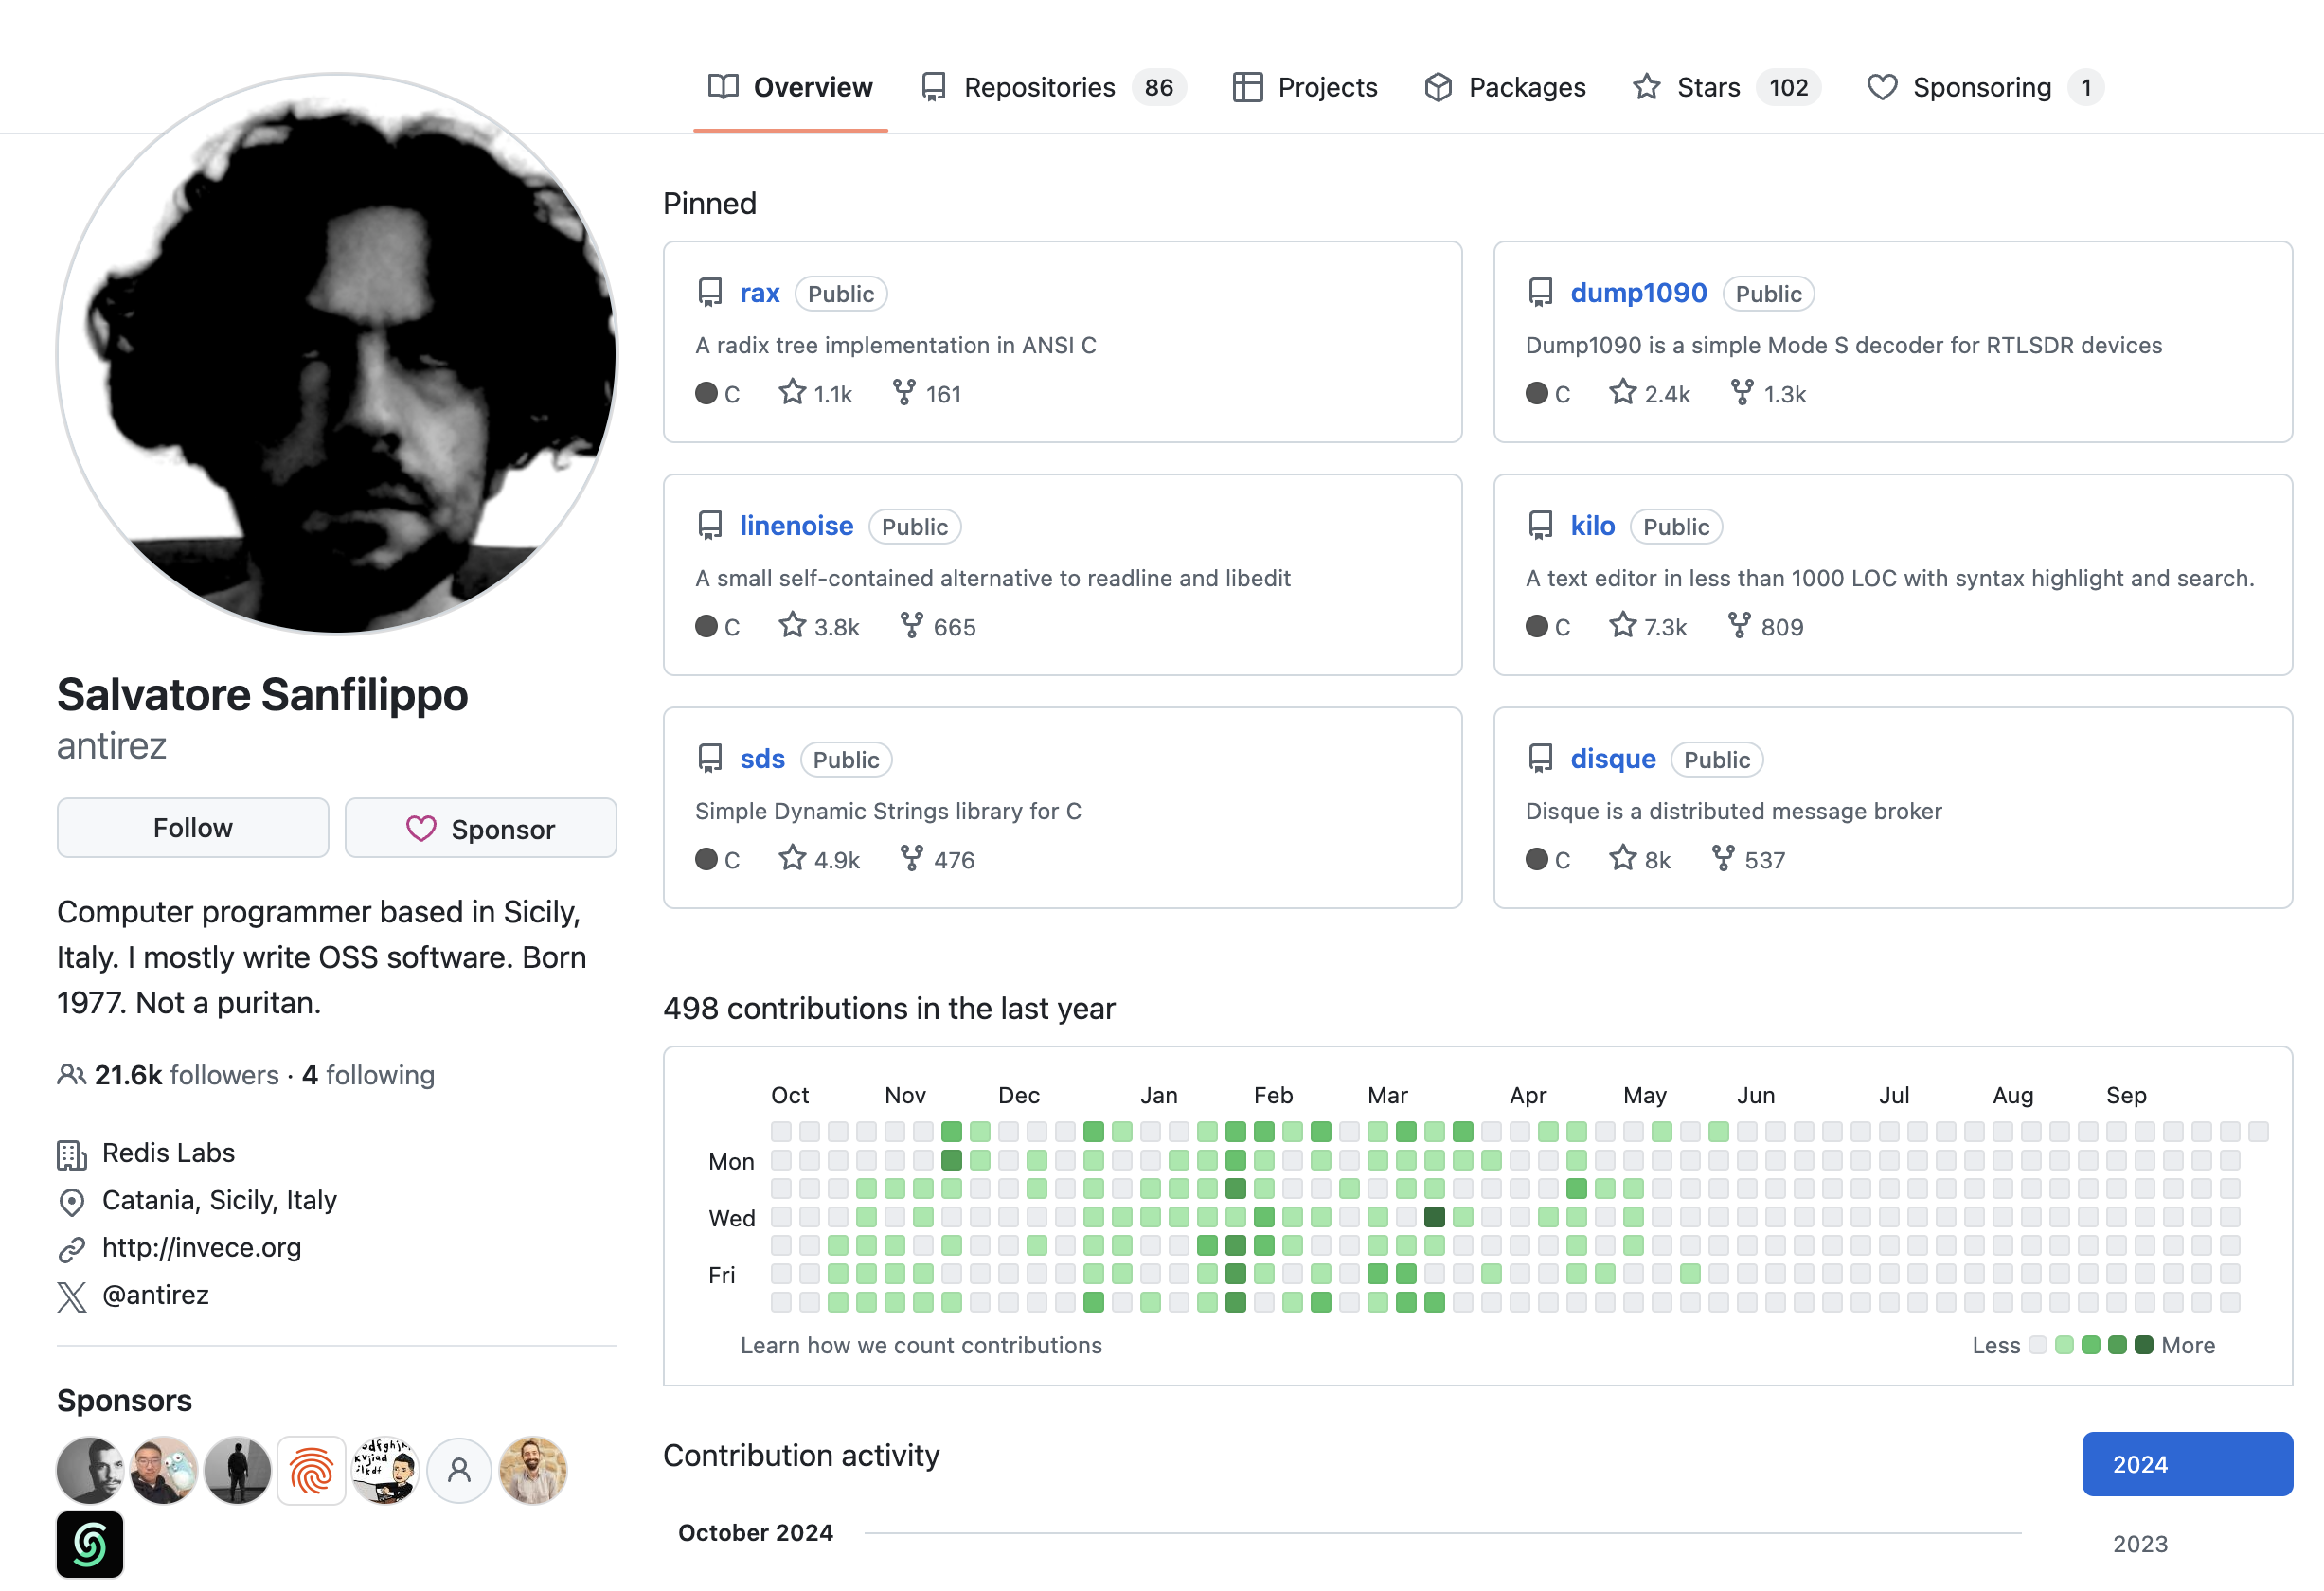 Overview Repositories 86 Projects Packages Stars 102 Sponsoring 1
Salvatore Sanfilippo
antirez
Follow Sponsor
Computer programmer based in Sicily,
Italy. I mostly write OSS software. Born
1977. Not a puritan.
21.6k followers · 4 following
Redis Labs
Catania, Sicily, Italy
http://invece.org
@antirez
Sponsors
Pinned
rax Public
A radix tree implementation in ANSI C
C 1.1k 161
dump1090 Public
Dump1090 is a simple Mode S decoder for RTLSDR devices
C 2.4k 1.3k
linenoise Public
A small self-contained alternative to readline and libedit
C 3.8k 665
kilo Public
A text editor in less than 1000 LOC with syntax highlight and search.
C 7.3k 809
sds Public
Simple Dynamic Strings library for C
C 4.9k 476
disque Public
Disque is a distributed message broker
C 8k 537
498 contributions in the last year
Oct Nov Dec Jan Feb Mar Apr May Jun Jul Aug Sep
Mon
Wed
Fri
Learn how we count contributions
Less More
Contribution activity
2024
October 2024
2023